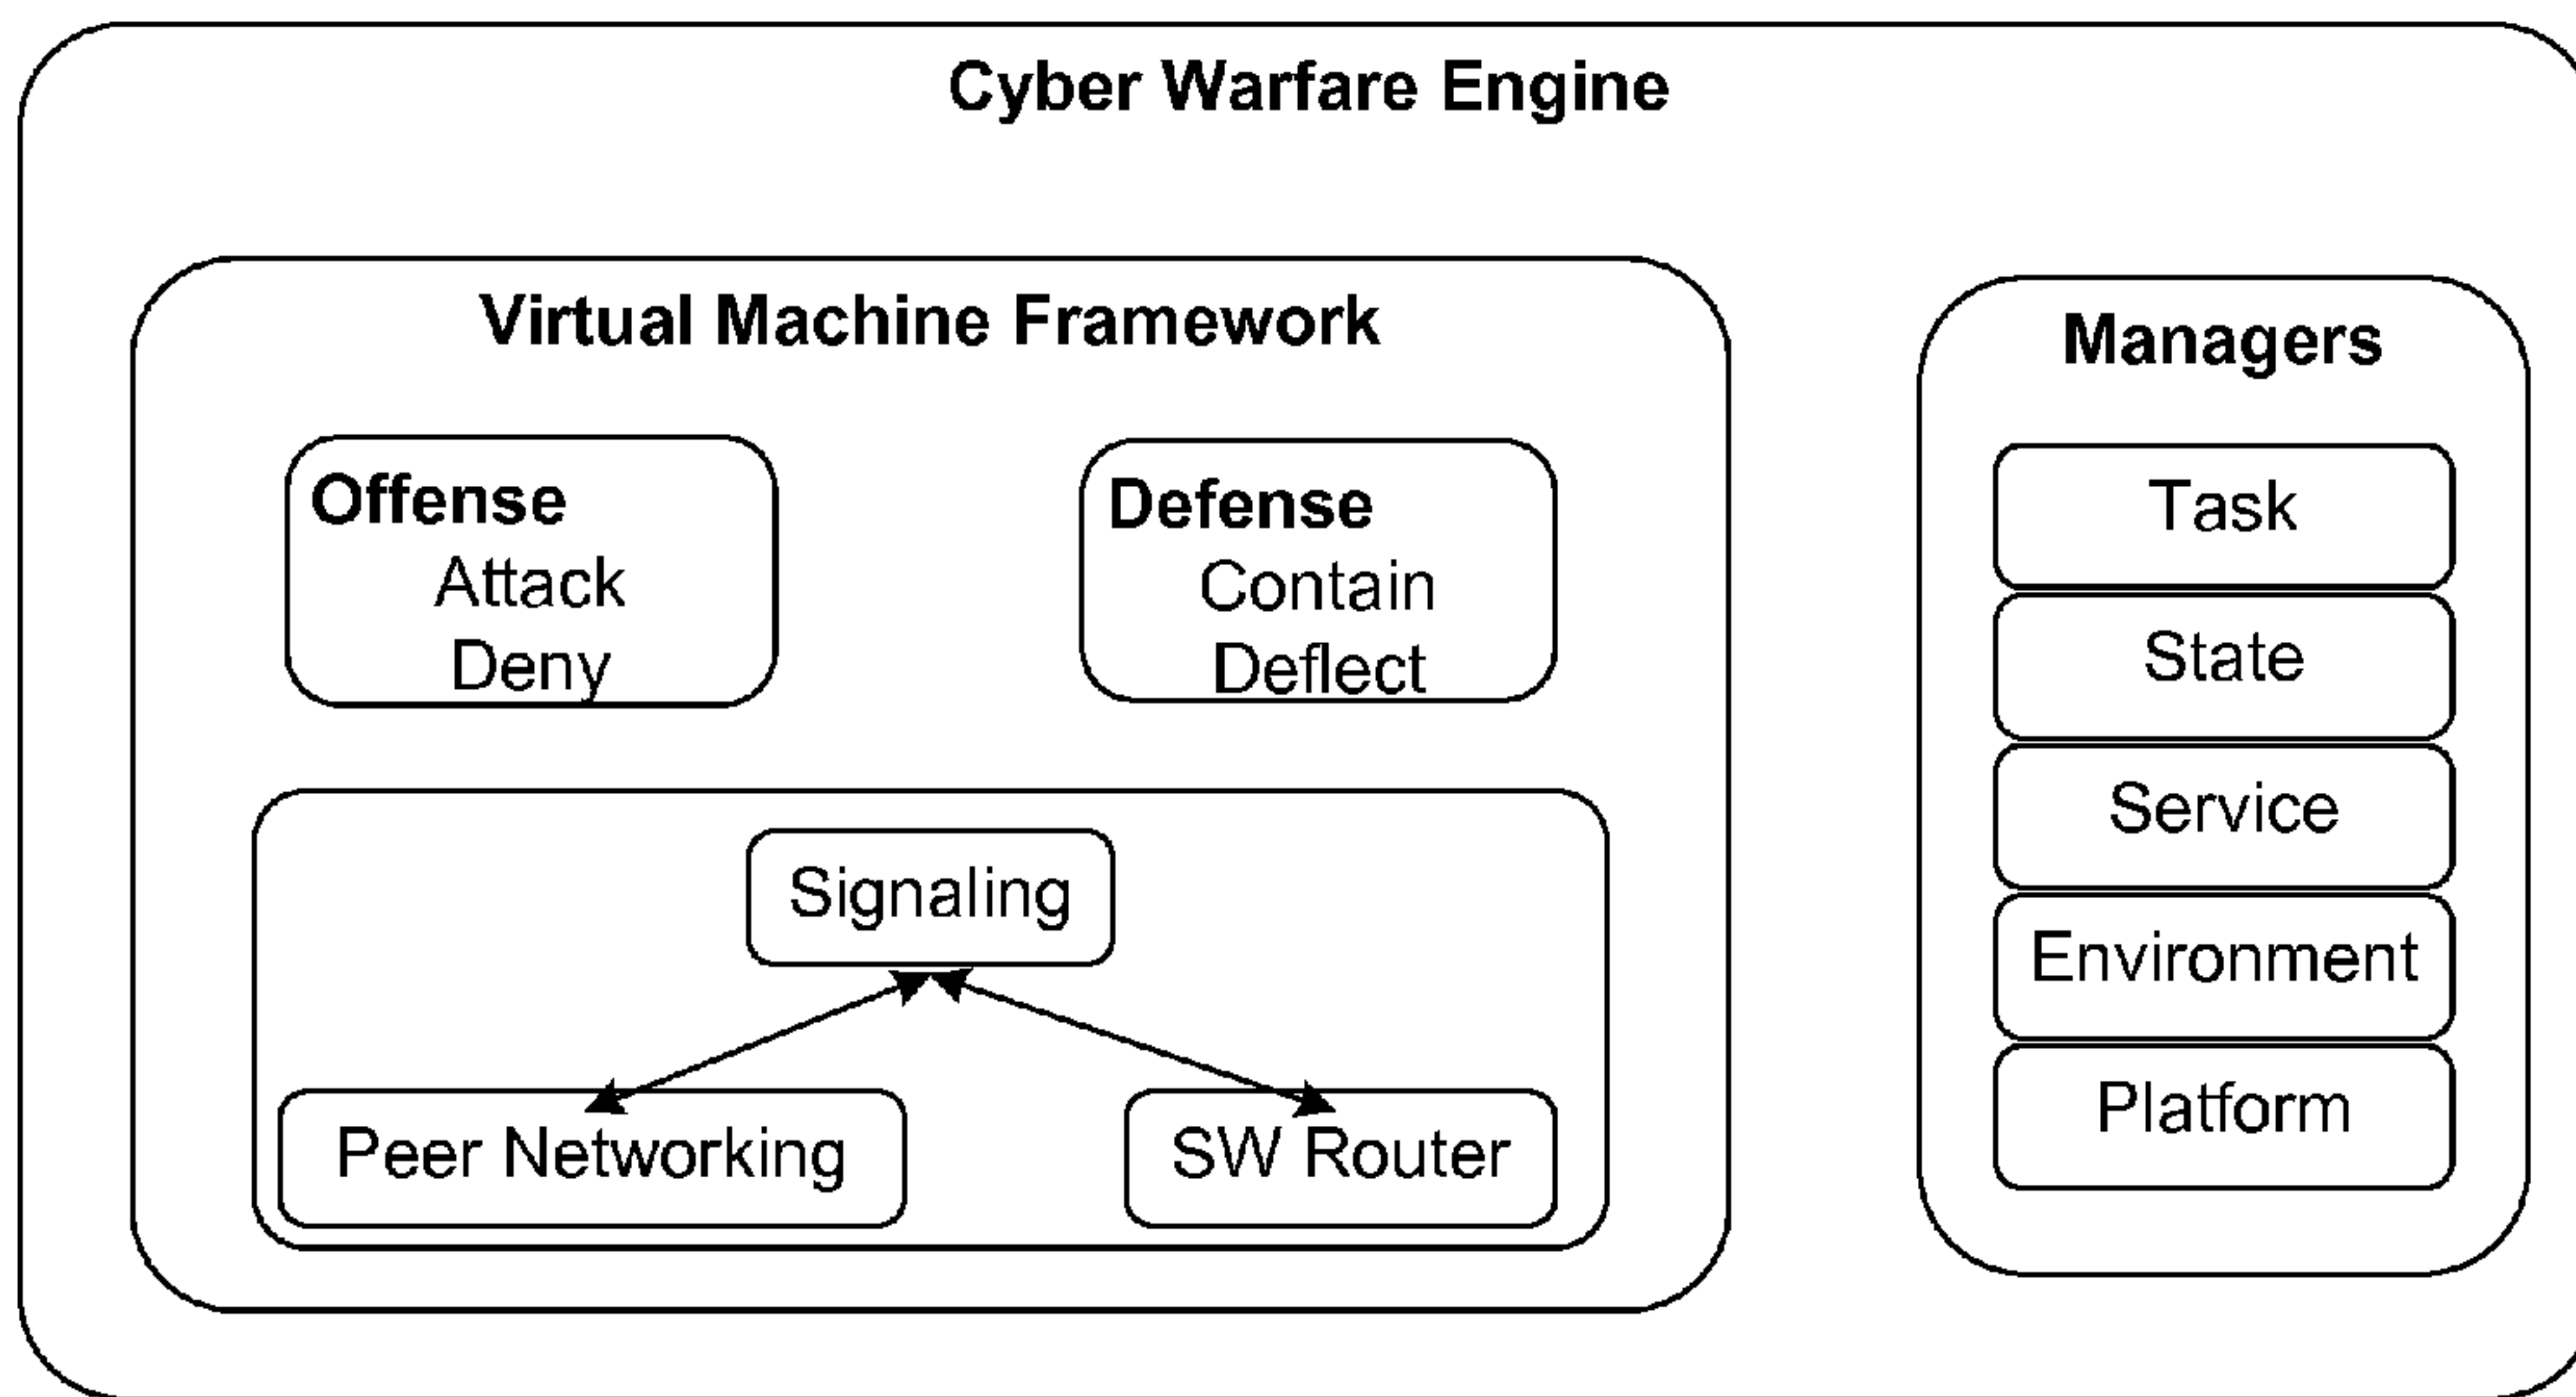 Cyber Warfare Engine
Virtual Machine Framework
Offense
Attack
Deny
Defense
Contain
Deflect
Signaling
Peer Networking
SW Router
Managers
Task
State
Service
Environment
Platform